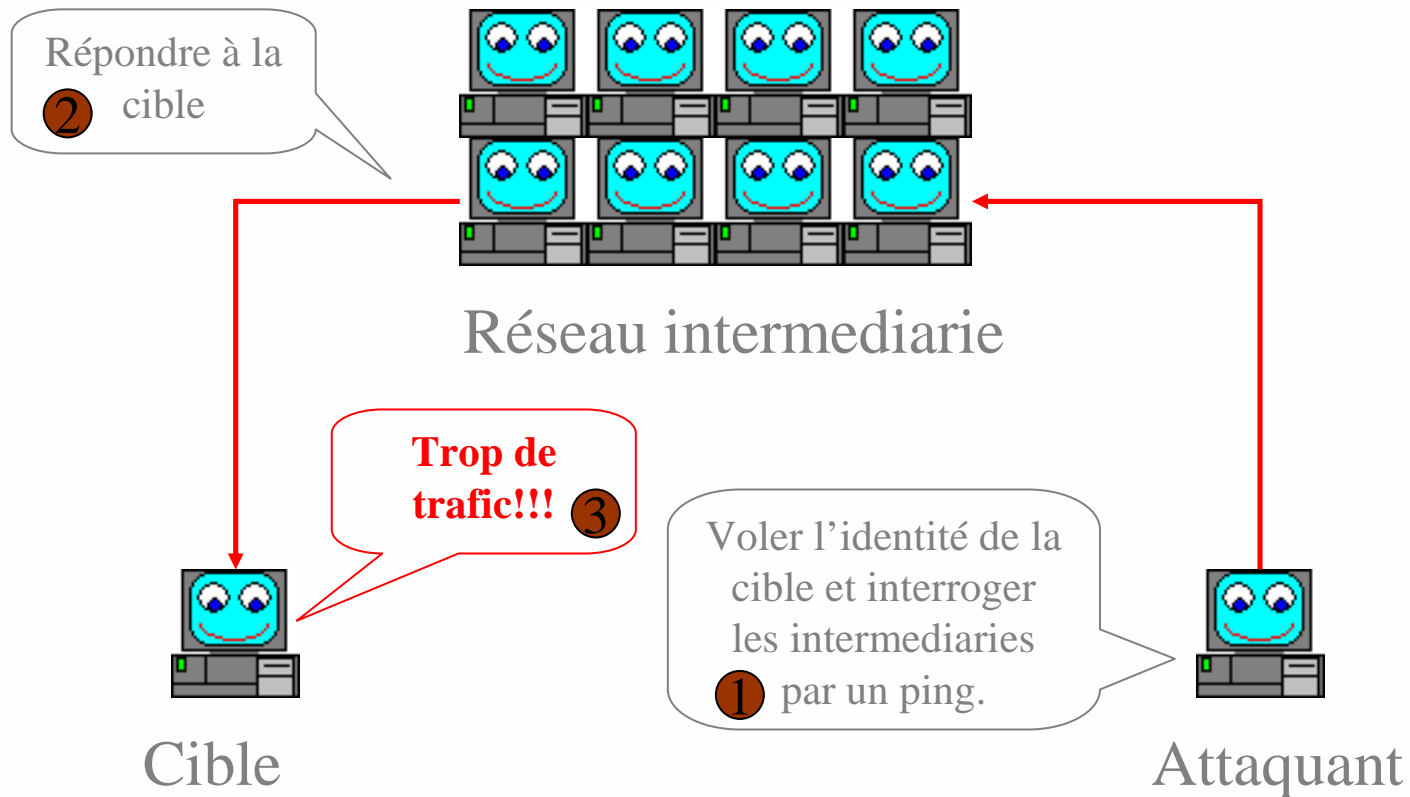 Répondre à la
2 cible
Réseau intermediarie
Trop de
trafic!!! 3
Voler l’identité de la
cible et interroger
les intermediaries
1 par un ping.
Cible
Attaquant